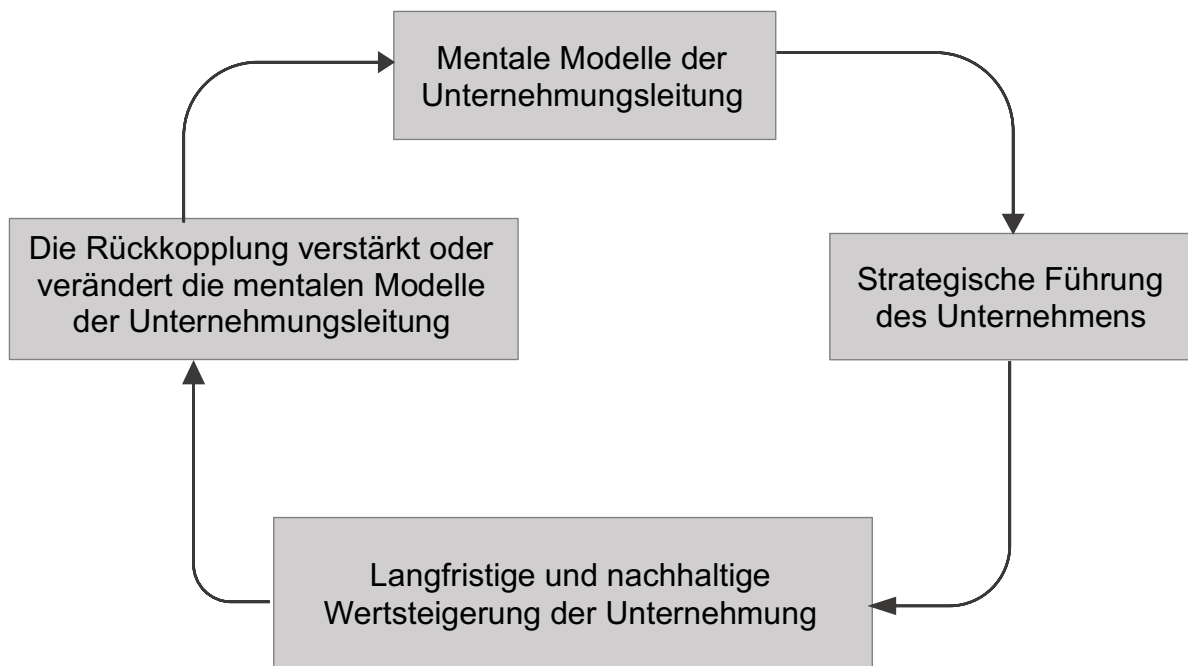 Mentale Modelle der
Unternehmungsleitung
Die Rückkopplung verstärkt oder
verändert die mentalen Modelle
der Unternehmungsleitung
Strategische Führung
des Unternehmens
Langfristige und nachhaltige
Wertsteigerung der Unternehmung